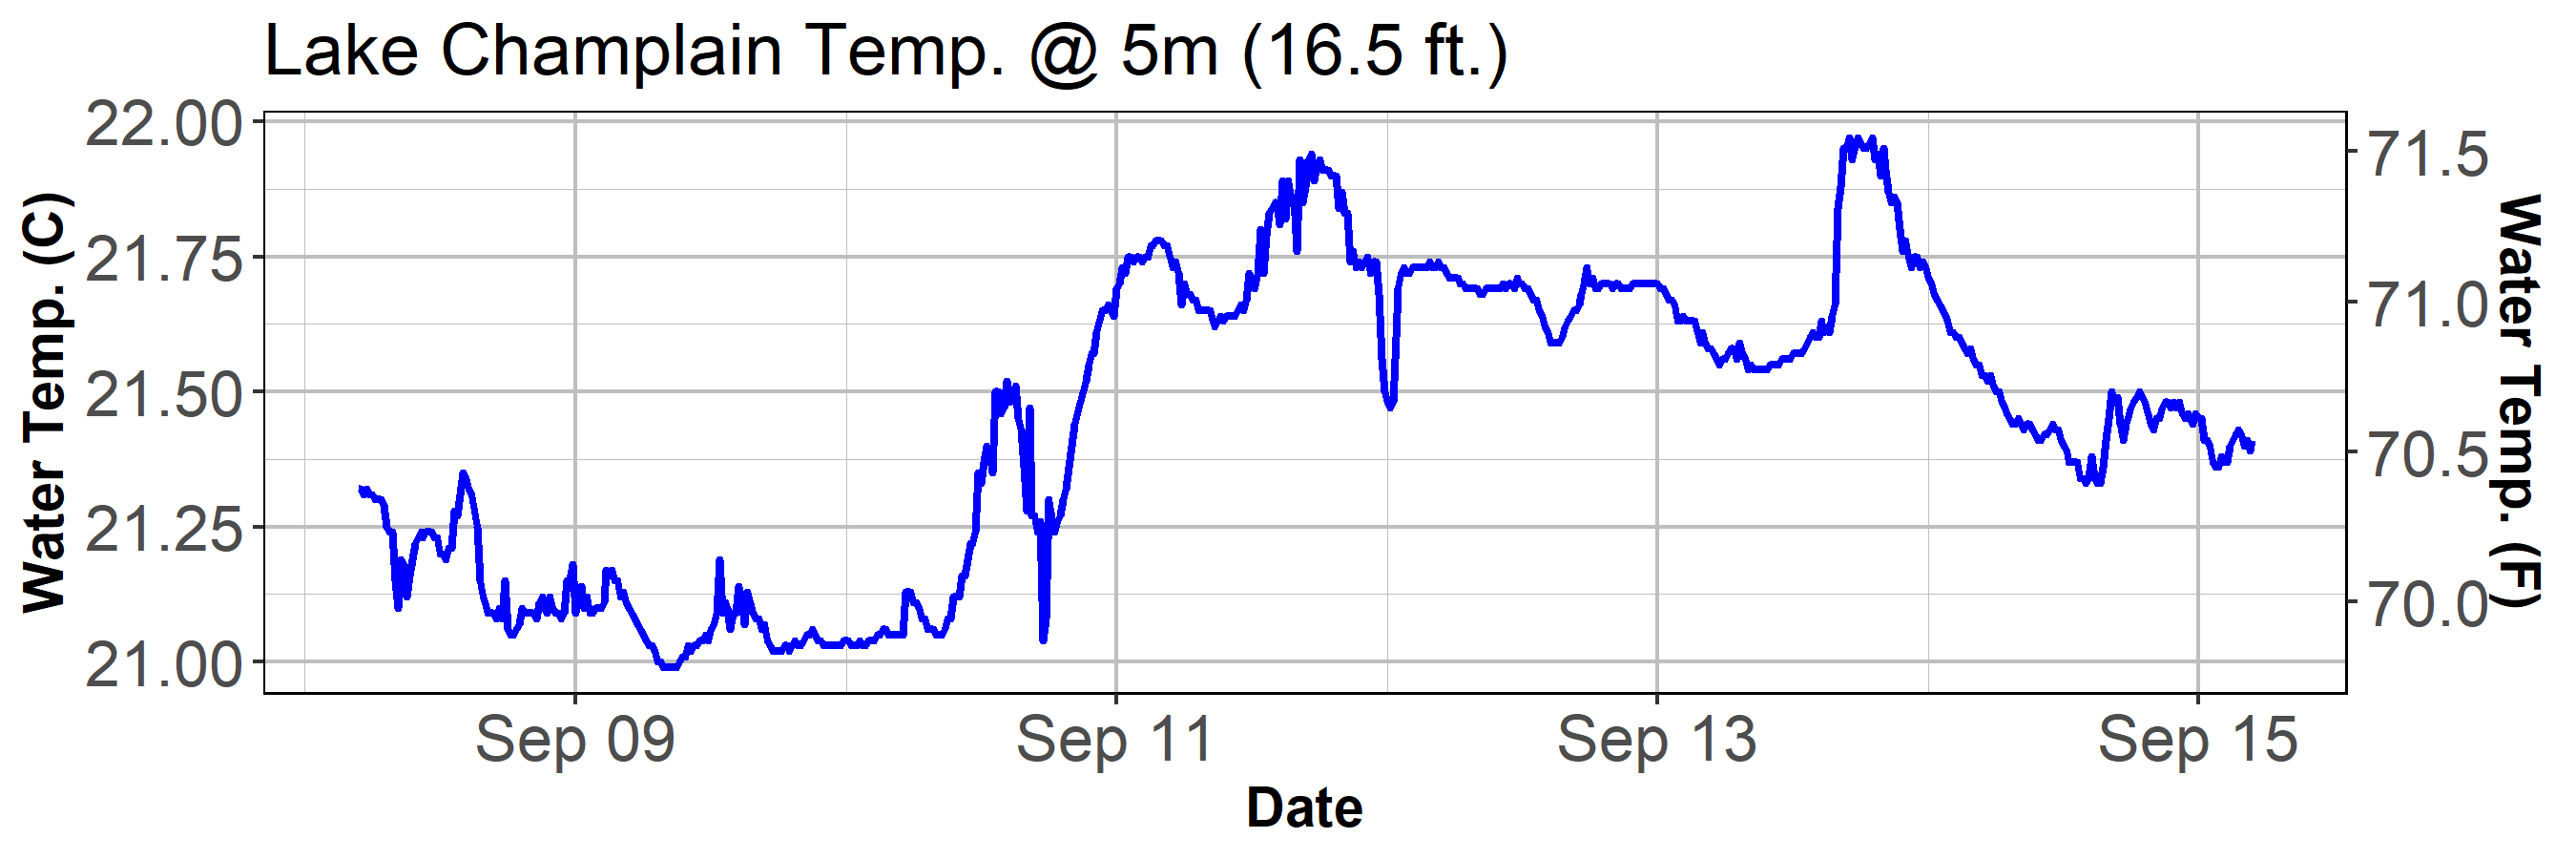 Lake Champlain Temp. @ 5m (16.5 ft.)
Water Temp. (C)
22.00
21.75
21.50
21.25
21.00
71.5
71.0
70.5
70.0
Water Temp. (F)
Sep 09 Sep 11 Sep 13 Sep 15
Date